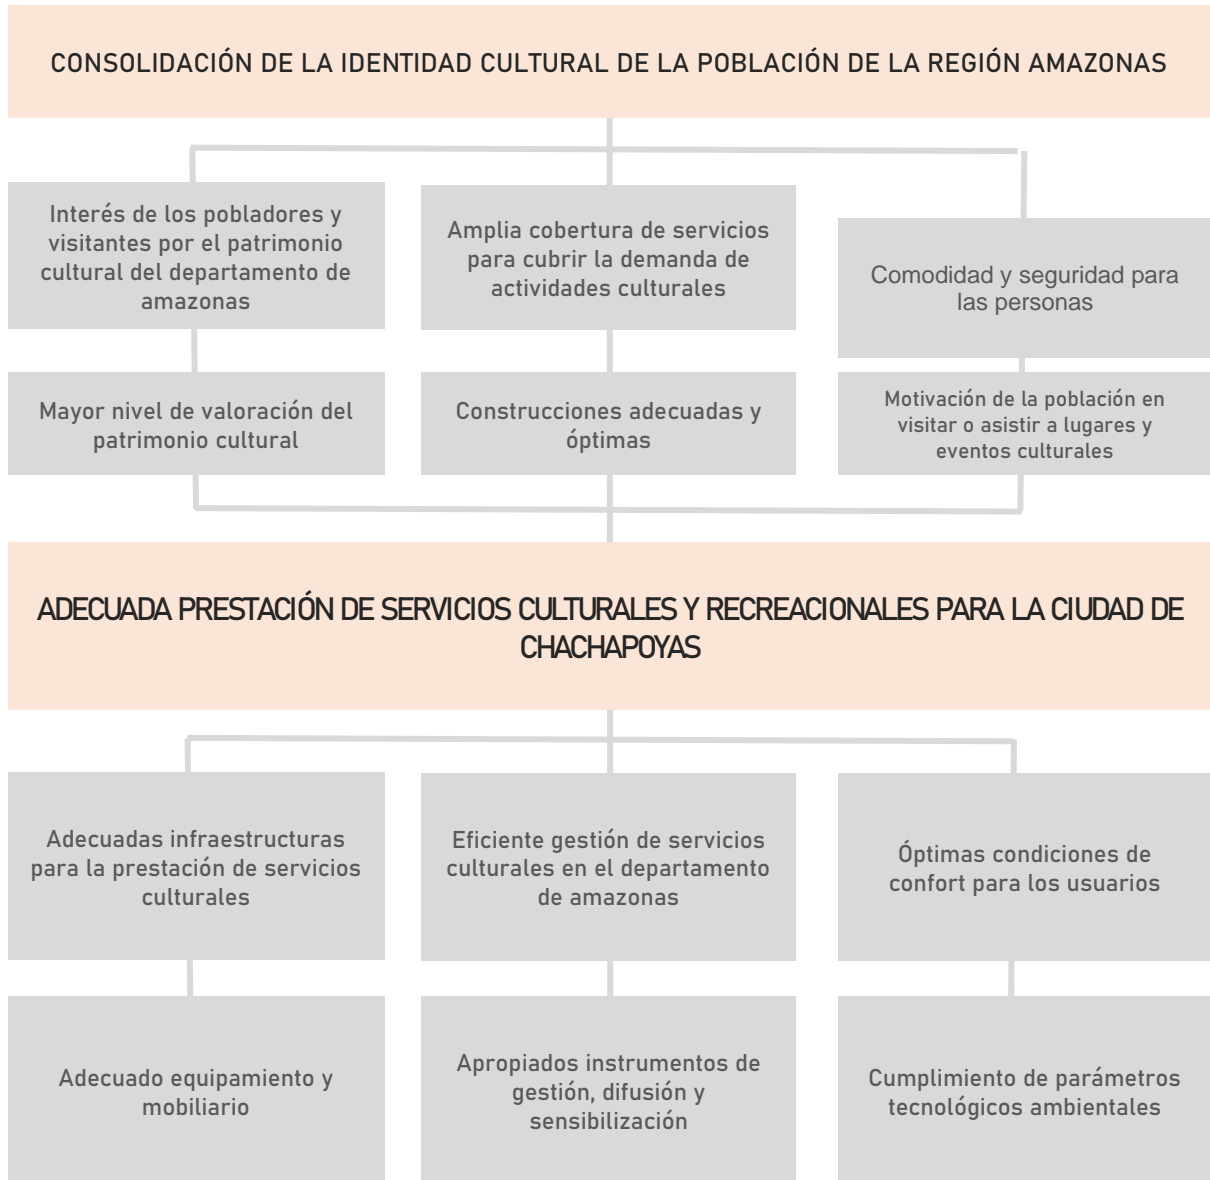 CONSOLIDACIÓN DE LA IDENTIDAD CULTURAL DE LA POBLACIÓN DE LA REGIÓN AMAZONAS
Interés de los pobladores y
visitantes por el patrimonio
cultural del departamento de
amazonas
Amplia cobertura de servicios
para cubrir la demanda de
actividades culturales
Comodidad y seguridad para
las personas
Mayor nivel de valoración del
patrimonio cultural
Construcciones adecuadas y
óptimas
Motivación de la población en
visitar o asistir a lugares y
eventos culturales
ADECUADA PRESTACIÓN DE SERVICIOS CULTURALES Y RECREACIONALES PARA LA CIUDAD DE
CHACHAPOYAS
Adecuadas infraestructuras
para la prestación de servicios
culturales
Eficiente gestión de servicios
culturales en el departamento
de amazonas
Óptimas condiciones de
confort para los usuarios
Adecuado equipamiento y
mobiliario
Apropiados instrumentos de
gestión, difusión y
sensibilización
Cumplimiento de parámetros
tecnológicos ambientales